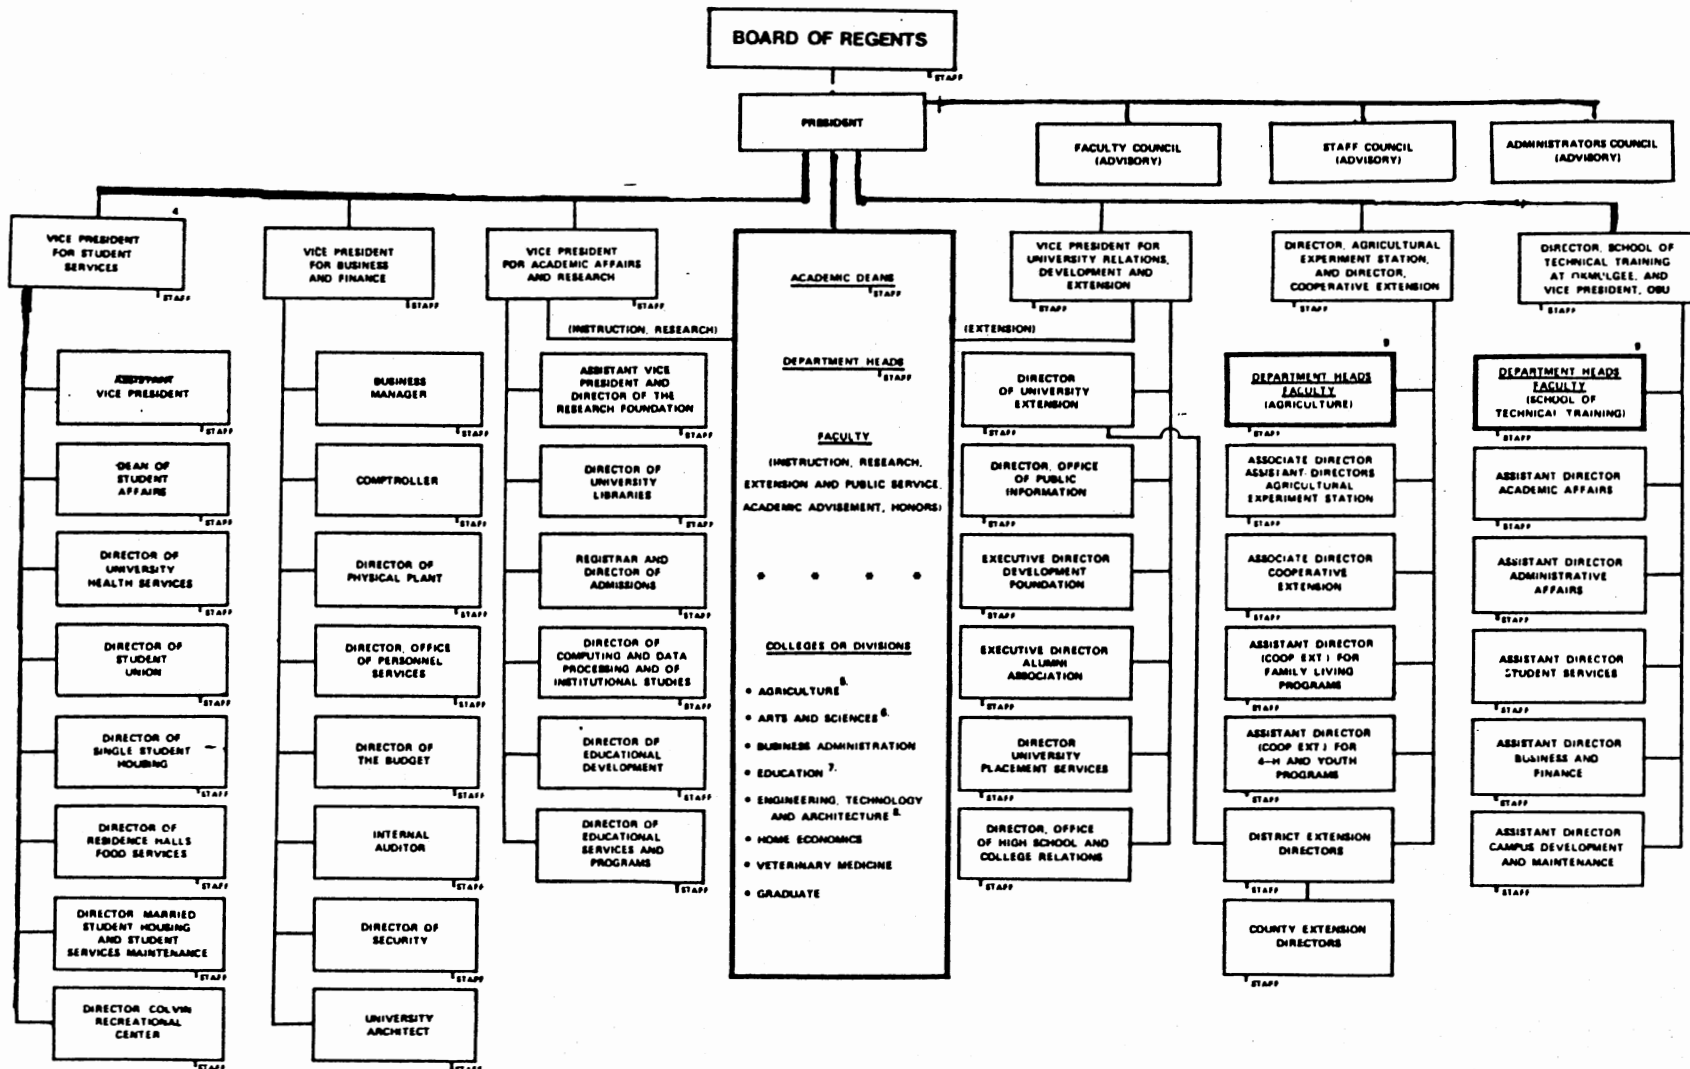 BOARD OF REGENTS
STAFF
PRESIDENT
FACULTY COUNCIL
(ADVISORY)
STAFF COUNCIL
(ADVISORY)
ADMINISTRATORS COUNCIL
(ADVISORY)
4
VICE PRESIDENT
FOR STUDENT
SERVICES
STAFF
ASSISTANT
VICE PRESIDENT
STAFF
DEAN OF
STUDENT
AFFAIRS
STAFF
DIRECTOR OF
UNIVERSITY
HEALTH SERVICES
STAFF
DIRECTOR OF
STUDENT
UNION
STAFF
DIRECTOR OF
SINGLE STUDENT
HOUSING
STAFF
DIRECTOR OF
RESIDENCE HALLS
FOOD SERVICES
STAFF
DIRECTOR MARRIED
STUDENT HOUSING
AND STUDENT
SERVICES MAINTENANCE
STAFF
DIRECTOR COLVIN
RECREATIONAL
CENTER
STAFF
VICE PRESIDENT
FOR BUSINESS
AND FINANCE
STAFF
BUSINESS
MANAGER
STAFF
COMPTROLLER
STAFF
DIRECTOR OF
PHYSICAL PLANT
STAFF
DIRECTOR, OFFICE
OF PERSONNEL
SERVICES
STAFF
DIRECTOR OF
THE BUDGET
STAFF
INTERNAL
AUDITOR
STAFF
DIRECTOR OF
SECURITY
STAFF
UNIVERSITY
ARCHITECT
STAFF
VICE PRESIDENT
FOR ACADEMIC AFFAIRS
AND RESEARCH
STAFF
STAFF
(INSTRUCTION, RESEARCH)
ASSISTANT VICE
PRESIDENT AND
DIRECTOR OF THE
RESEARCH FOUNDATION
STAFF
DIRECTOR OF
UNIVERSITY
LIBRARIES
STAFF
REGISTRAR AND
DIRECTOR OF
ADMISSIONS
STAFF
DIRECTOR OF
COMPUTING AND DATA
PROCESSING AND OF
INSTITUTIONAL STUDIES
STAFF
DIRECTOR OF
EDUCATIONAL
DEVELOPMENT
STAFF
DIRECTOR OF
EDUCATIONAL
SERVICES AND
PROGRAMS
STAFF
ACADEMIC DEANS
STAFF
DEPARTMENT HEADS
STAFF
FACULTY
(INSTRUCTION, RESEARCH,
EXTENSION AND PUBLIC SERVICE,
ACADEMIC ADVISEMENT, HONORS)
* * * *
COLLEGES OR DIVISIONS
• AGRICULTURE 5.
• ARTS AND SCIENCES 6.
• BUSINESS ADMINISTRATION
• EDUCATION 7.
• ENGINEERING, TECHNOLOGY
AND ARCHITECTURE 8.
• HOME ECONOMICS
• VETERINARY MEDICINE
• GRADUATE
VICE PRESIDENT FOR
UNIVERSITY RELATIONS,
DEVELOPMENT AND
EXTENSION
STAFF
(EXTENSION)
DIRECTOR
OF UNIVERSITY
EXTENSION
STAFF
DIRECTOR, OFFICE
OF PUBLIC
INFORMATION
STAFF
EXECUTIVE DIRECTOR
DEVELOPMENT
FOUNDATION
STAFF
EXECUTIVE DIRECTOR
ALUMNI
ASSOCIATION
STAFF
DIRECTOR
UNIVERSITY
PLACEMENT SERVICES
STAFF
DIRECTOR, OFFICE
OF HIGH SCHOOL AND
COLLEGE RELATIONS
STAFF
DIRECTOR, AGRICULTURAL
EXPERIMENT STATION,
AND DIRECTOR,
COOPERATIVE EXTENSION
STAFF
9
DEPARTMENT HEADS
FACULTY
(AGRICULTURE)
STAFF
ASSOCIATE DIRECTOR
ASSISTANT DIRECTORS
AGRICULTURAL
EXPERIMENT STATION
STAFF
ASSOCIATE DIRECTOR
COOPERATIVE
EXTENSION
STAFF
ASSISTANT DIRECTOR
(COOP EXT) FOR
FAMILY LIVING
PROGRAMS
STAFF
ASSISTANT DIRECTOR
(COOP EXT) FOR
4-H AND YOUTH
PROGRAMS
STAFF
DISTRICT EXTENSION
DIRECTORS
STAFF
COUNTY EXTENSION
DIRECTORS
STAFF
DIRECTOR, SCHOOL OF
TECHNICAL TRAINING
AT OKMULGEE, AND
VICE PRESIDENT, OSU
STAFF
9
DEPARTMENT HEADS
FACULTY
(SCHOOL OF
TECHNICAL TRAINING)
STAFF
ASSISTANT DIRECTOR
ACADEMIC AFFAIRS
STAFF
ASSISTANT DIRECTOR
ADMINISTRATIVE
AFFAIRS
STAFF
ASSISTANT DIRECTOR
STUDENT SERVICES
STAFF
ASSISTANT DIRECTOR
BUSINESS AND
FINANCE
STAFF
ASSISTANT DIRECTOR
CAMPUS DEVELOPMENT
AND MAINTENANCE
STAFF